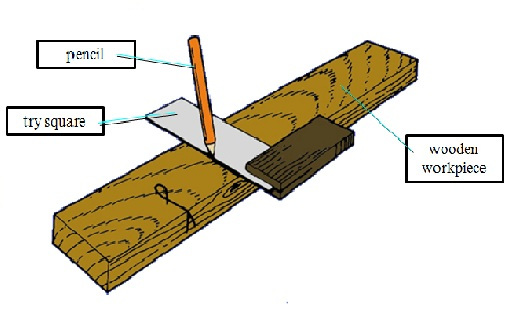 pencil
try square
wooden
workpiece